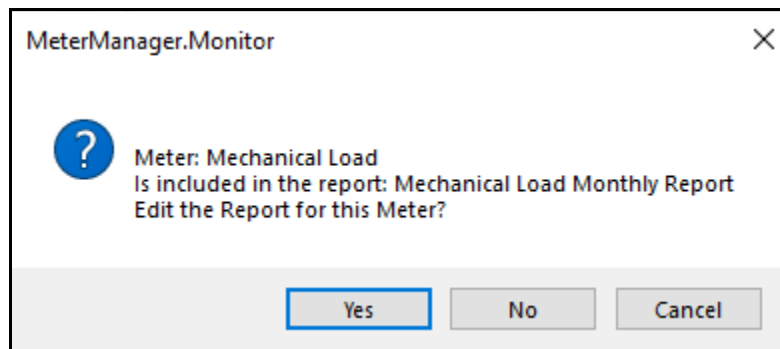 MeterManager.Monitor
Meter: Mechanical Load
Is included in the report: Mechanical Load Monthly Report
Edit the Report for this Meter?
Yes No Cancel